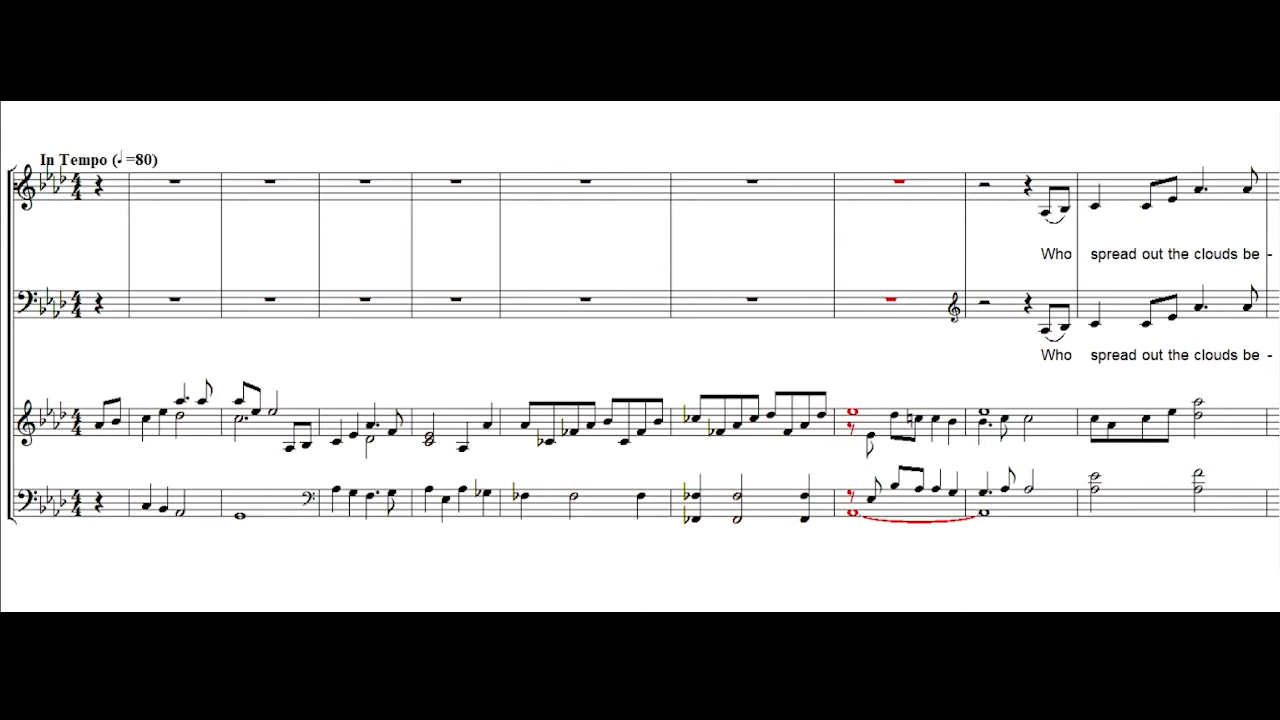 In Tempo (♩=80)
Who spread out the clouds be -
Who spread out the clouds be -